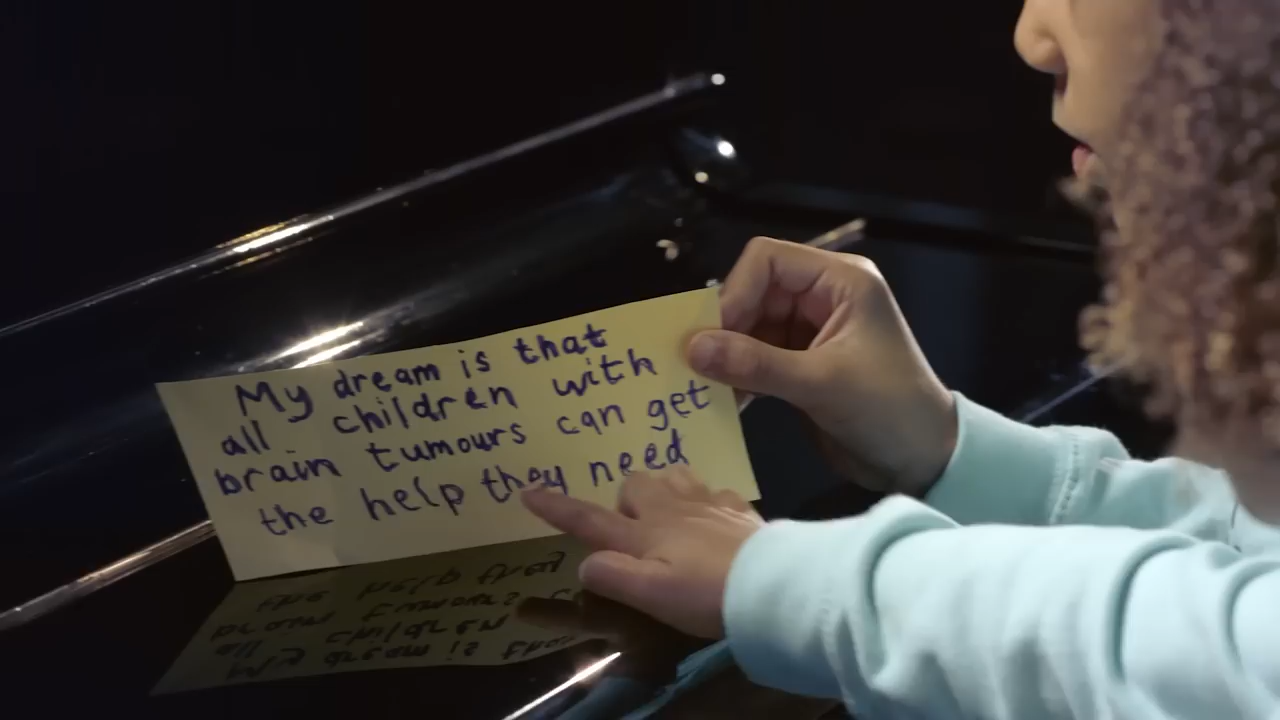 My dream is that
all children with
brain tumours can get
the help they need